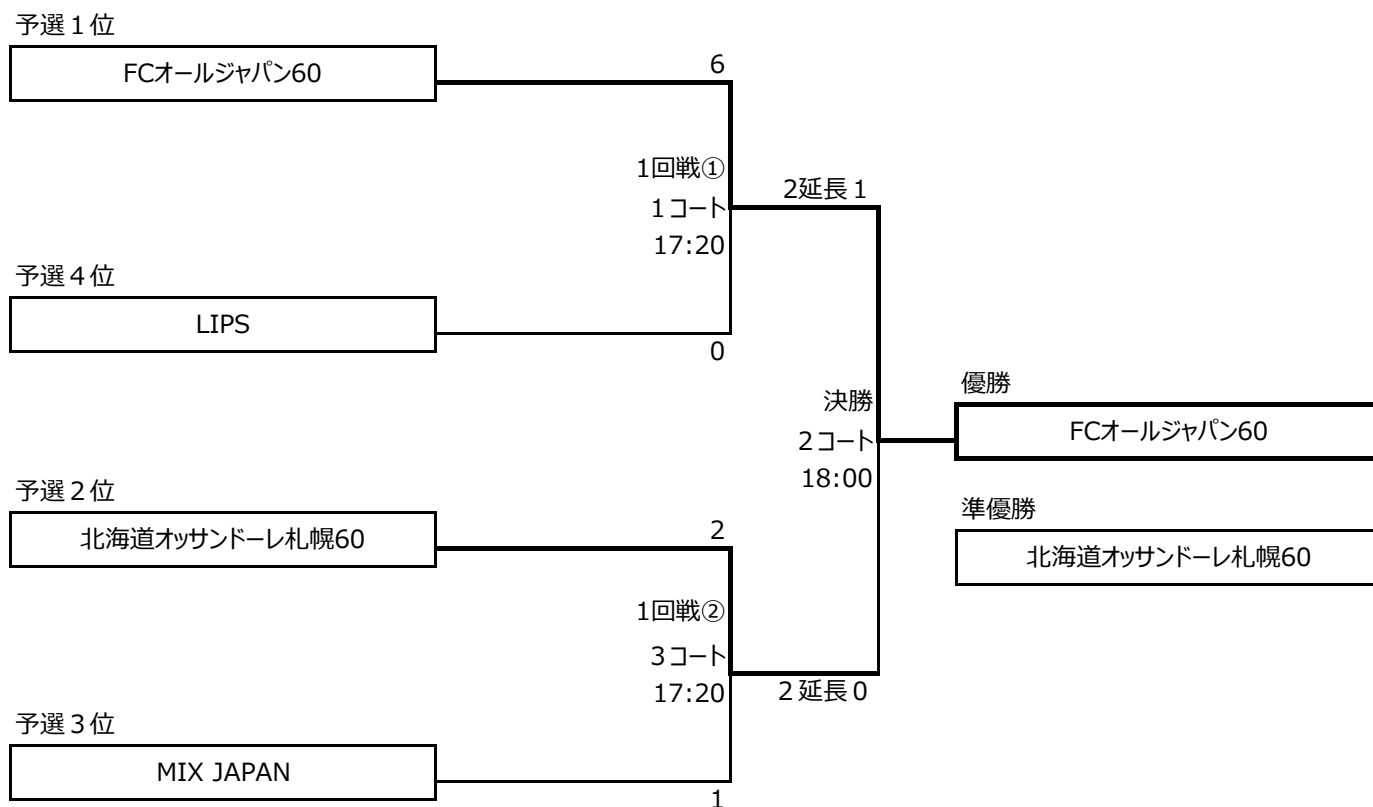 予選１位
FCオールジャパン60
6
1回戦①
１コート
17:20
2延長１
予選４位
LIPS
0
決勝
２コート
18:00
優勝
FCオールジャパン60
準優勝
北海道オッサンドーレ札幌60
予選２位
北海道オッサンドーレ札幌60
2
1回戦②
３コート
17:20
２延長０
予選３位
MIX JAPAN
1